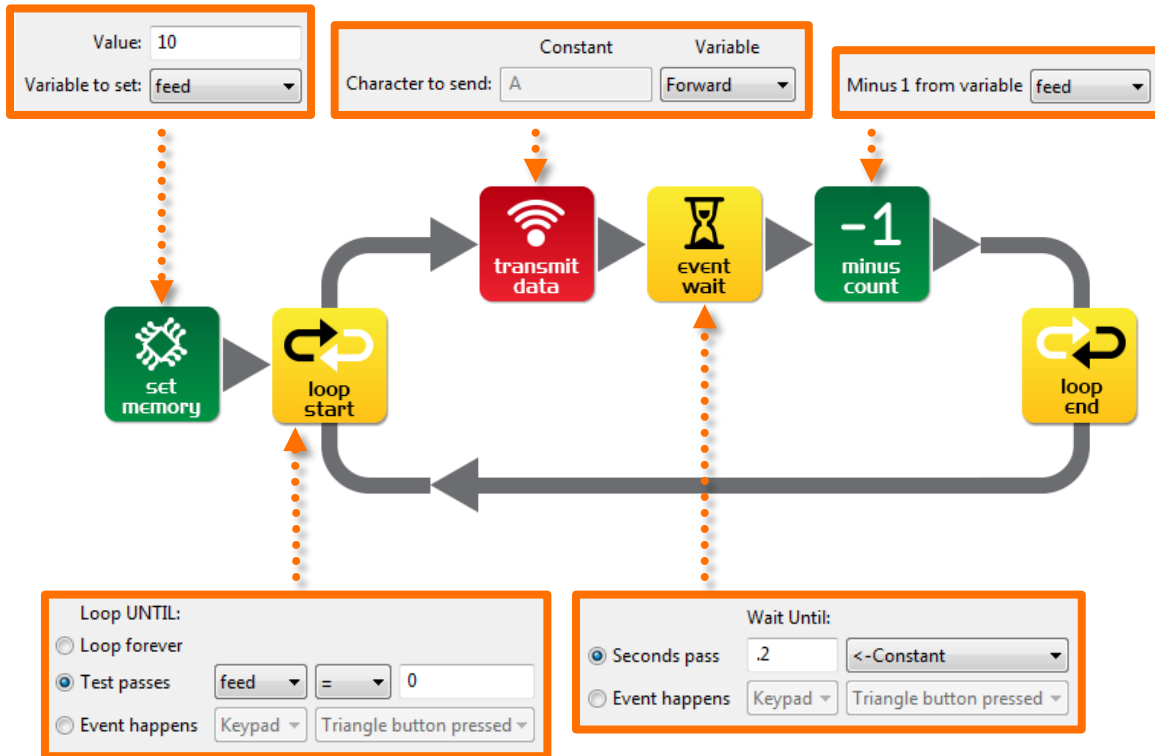 Value: 10
Variable to set: feed
Constant Variable
Character to send: A Forward
Minus 1 from variable feed
transmit
data
event
wait
-1
minus
count
set
memory
loop
start
loop
end
Loop UNTIL:
Loop forever
Test passes feed = 0
Event happens Keypad Triangle button pressed
Wait Until:
Seconds pass .2 <-Constant
Event happens Keypad Triangle button pressed